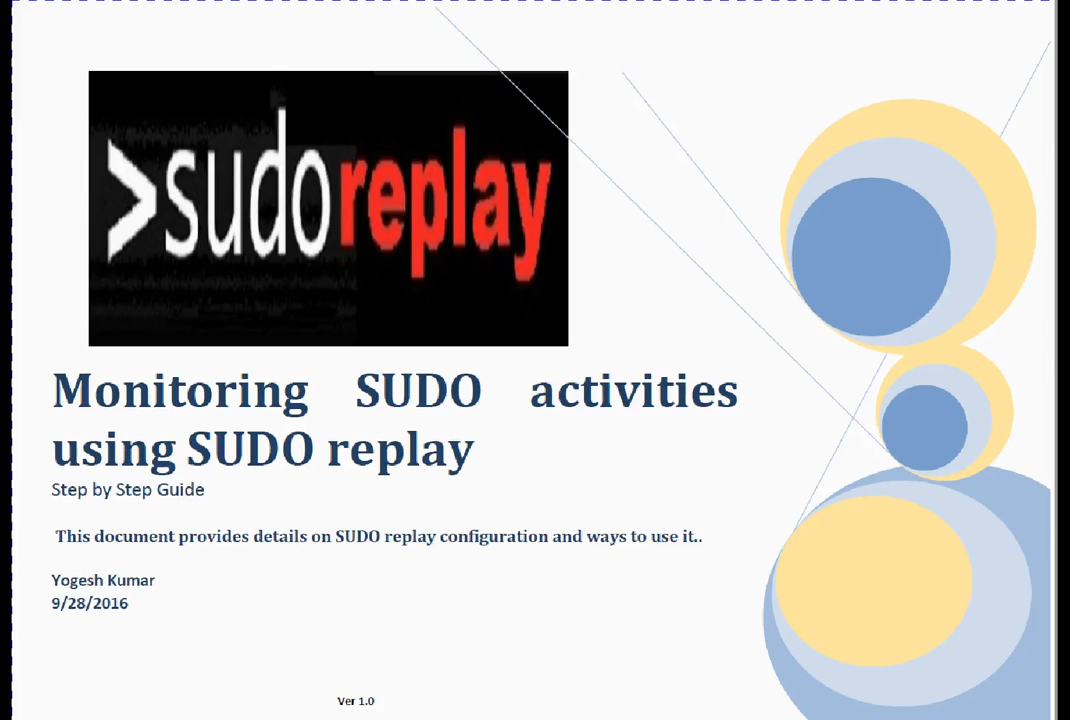 >sudoreplay
Monitoring SUDO activities
using SUDO replay
Step by Step Guide
This document provides details on SUDO replay configuration and ways to use it..
Yogesh Kumar
9/28/2016
Ver 1.0